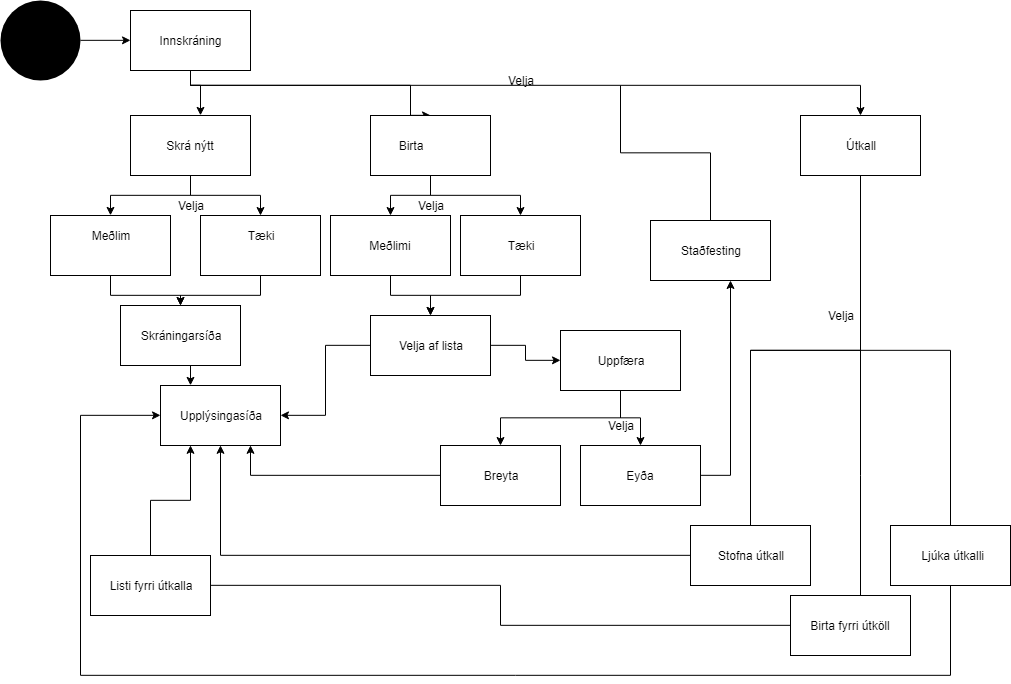 Innskráning
Velja
Skrá nýtt
Birta
Útkall
Velja
Velja
Meðlim
Tæki
Meðlimi
Tæki
Staðfesting
Skráningarsíða
Velja af lista
Velja
Uppfæra
Upplýsingasíða
Velja
Breyta
Eyða
Stofna útkall
Ljúka útkalli
Listi fyrri útkalla
Birta fyrri útköll